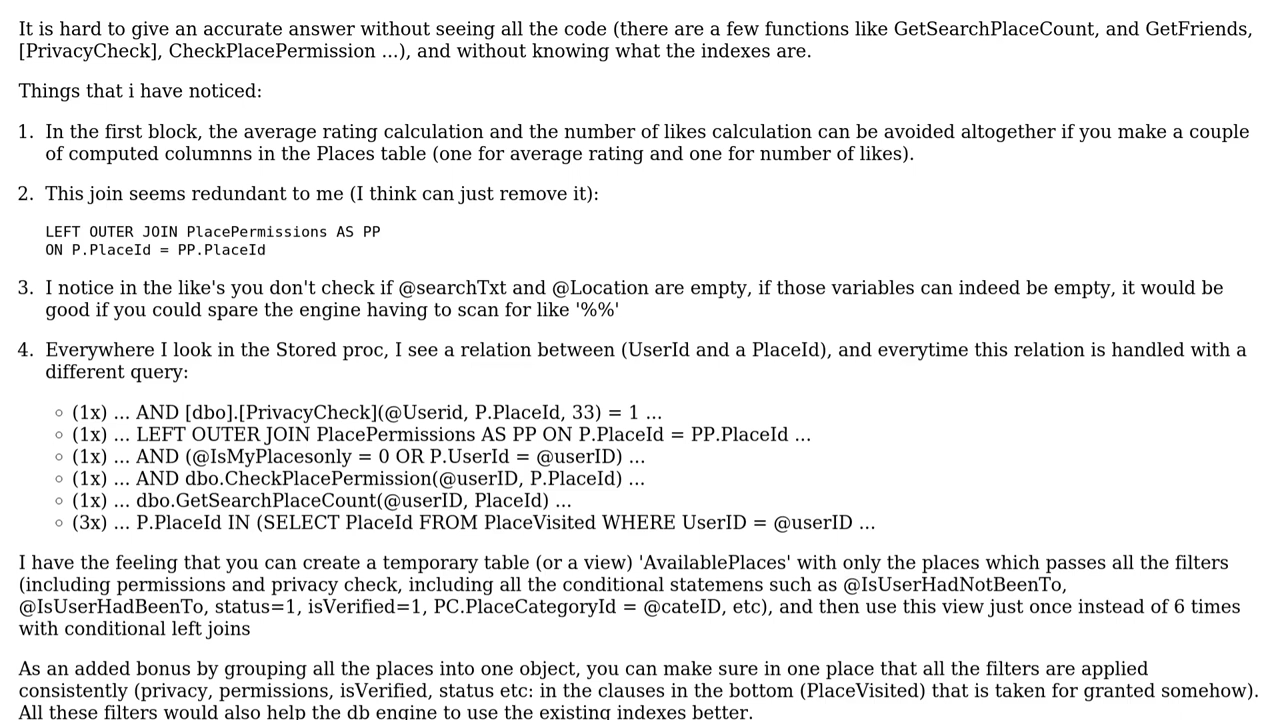 It is hard to give an accurate answer without seeing all the code (there are a few functions like GetSearchPlaceCount, and GetFriends,
[PrivacyCheck], CheckPlacePermission ...), and without knowing what the indexes are.
Things that i have noticed:
1. In the first block, the average rating calculation and the number of likes calculation can be avoided altogether if you make a couple
of computed columnns in the Places table (one for average rating and one for number of likes).
2. This join seems redundant to me (I think can just remove it):
LEFT OUTER JOIN PlacePermissions AS PP
ON P.PlaceId = PP.PlaceId
3. I notice in the like's you don't check if @searchTxt and @Location are empty, if those variables can indeed be empty, it would be
good if you could spare the engine having to scan for like '%%'
4. Everywhere I look in the Stored proc, I see a relation between (UserId and a PlaceId), and everytime this relation is handled with a
different query:
◦ (1x) ... AND [dbo].[PrivacyCheck](@Userid, P.PlaceId, 33) = 1 ...
◦ (1x) ... LEFT OUTER JOIN PlacePermissions AS PP ON P.PlaceId = PP.PlaceId ...
◦ (1x) ... AND (@IsMyPlacesonly = 0 OR P.UserId = @userID) ...
◦ (1x) ... AND dbo.CheckPlacePermission(@userID, P.PlaceId) ...
◦ (1x) ... dbo.GetSearchPlaceCount(@userID, PlaceId) ...
◦ (3x) ... P.PlaceId IN (SELECT PlaceId FROM PlaceVisited WHERE UserID = @userID ...
I have the feeling that you can create a temporary table (or a view) 'AvailablePlaces' with only the places which passes all the filters
(including permissions and privacy check, including all the conditional statemens such as @IsUserHadNotBeenTo,
@IsUserHadBeenTo, status=1, isVerified=1, PC.PlaceCategoryId = @cateID, etc), and then use this view just once instead of 6 times
with conditional left joins
As an added bonus by grouping all the places into one object, you can make sure in one place that all the filters are applied
consistently (privacy, permissions, isVerified, status etc: in the clauses in the bottom (PlaceVisited) that is taken for granted somehow).
All these filters would also help the db engine to use the existing indexes better.